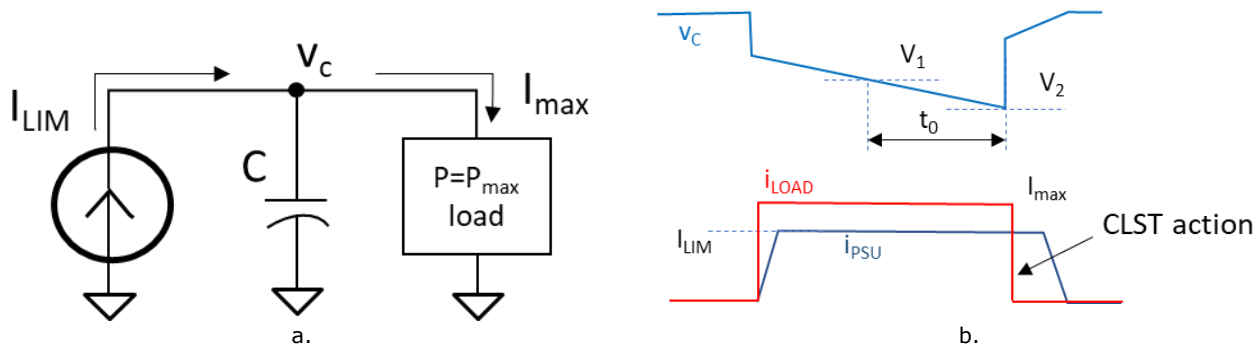 v_c
I_LIM
I_max
C
P=P_max
load
a.
v_C
V_1
V_2
t_0
i_LOAD
I_max
I_LIM
i_PSU
CLST action
b.